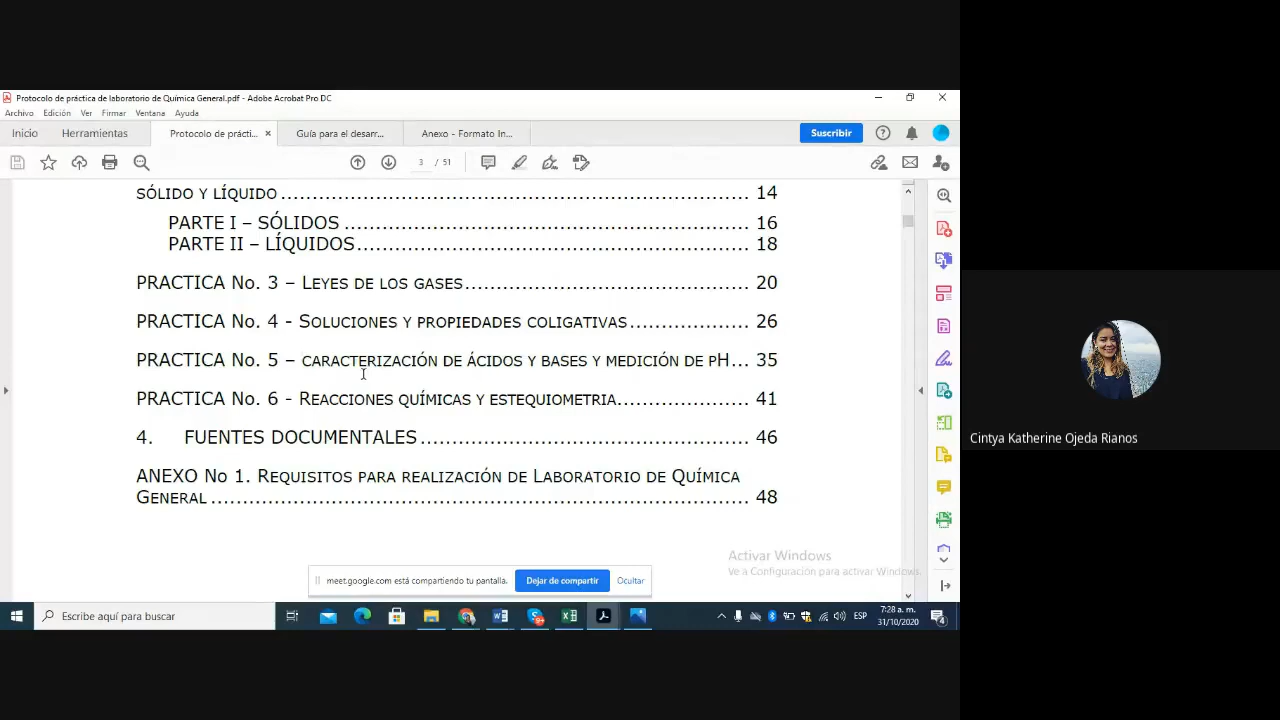 Protocolo de práctica de laboratorio de Química General.pdf - Adobe Acrobat Pro DC
Archivo Edición Ver Firmar Ventana Ayuda
Inicio Herramientas Protocolo de prácti... × Guía para el desarr... Anexo - Formato In... Suscribir
3 / 51
SÓLIDO Y LÍQUIDO .................................................................. 14
PARTE I – SÓLIDOS .......................................................... 16
PARTE II – LÍQUIDOS......................................................... 18
PRACTICA No. 3 – LEYES DE LOS GASES.......................................... 20
PRACTICA No. 4 - SOLUCIONES Y PROPIEDADES COLIGATIVAS................. 26
PRACTICA No. 5 – CARACTERIZACIÓN DE ÁCIDOS Y BASES Y MEDICIÓN DE PH... 35
PRACTICA No. 6 - REACCIONES QUÍMICAS Y ESTEQUIOMETRIA................... 41
4. FUENTES DOCUMENTALES ............................................... 46
ANEXO No 1. REQUISITOS PARA REALIZACIÓN DE LABORATORIO DE QUÍMICA
GENERAL ........................................................................... 48
Activar Windows
Ve a Configuración para activar Windows.
meet.google.com está compartiendo tu pantalla. Dejar de compartir Ocultar
Escribe aquí para buscar
ESP
7:28 a. m.
31/10/2020
4
Cintya Katherine Ojeda Rianos